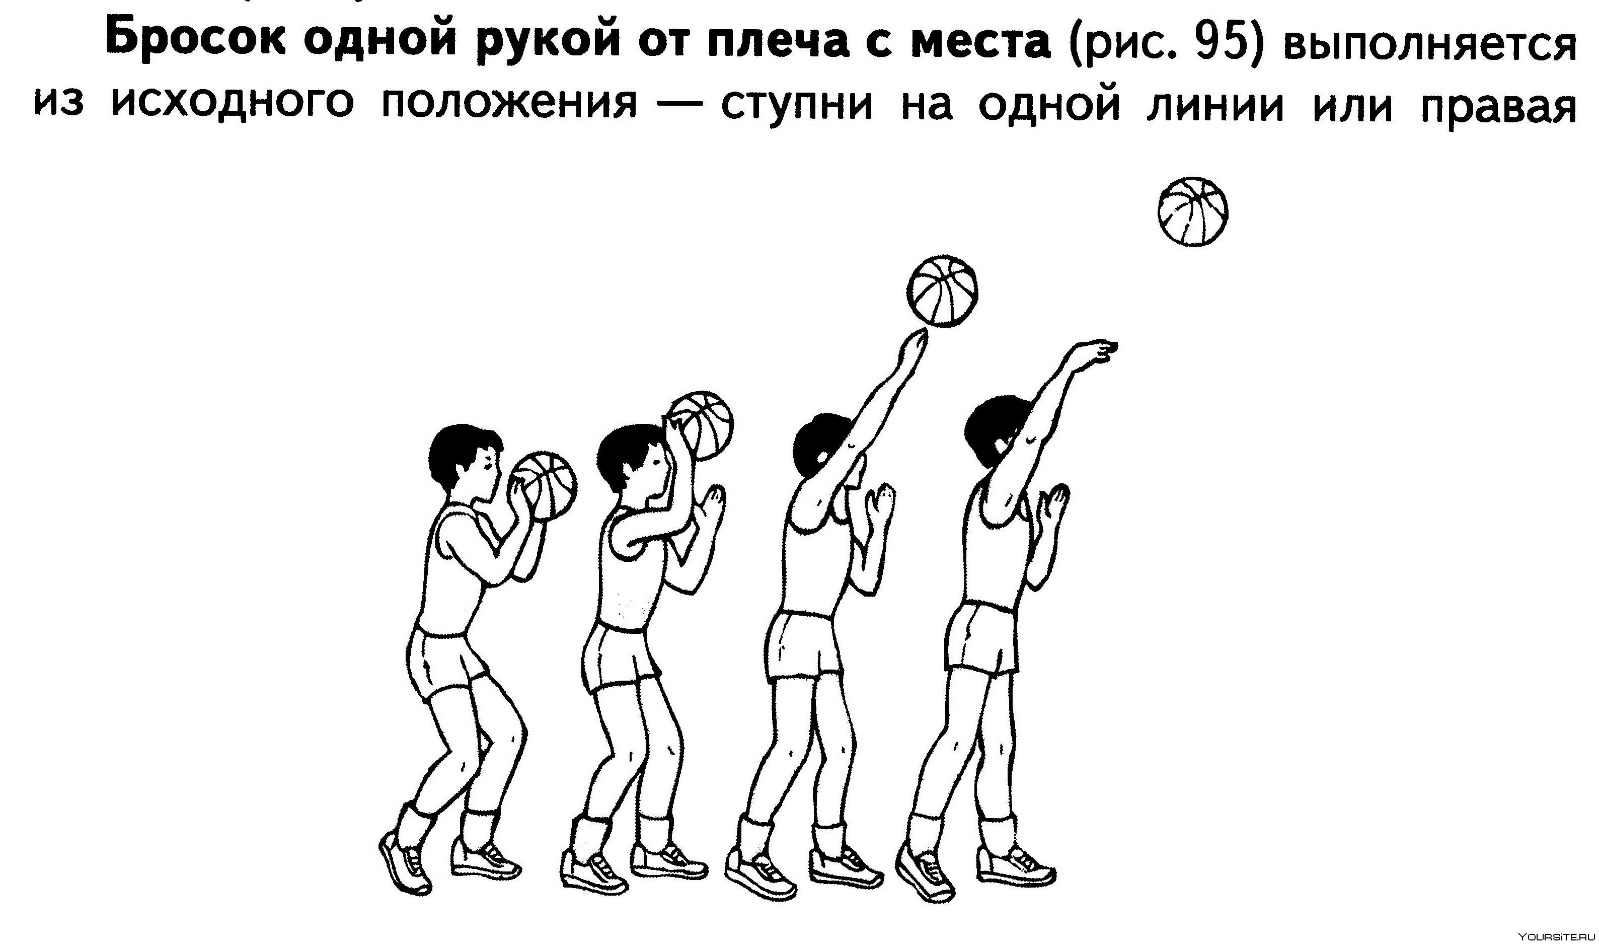 Бросок одной рукой от плеча с места (рис. 95) выполняется
из исходного положения — ступни на одной линии или правая
YOURSITE.RU